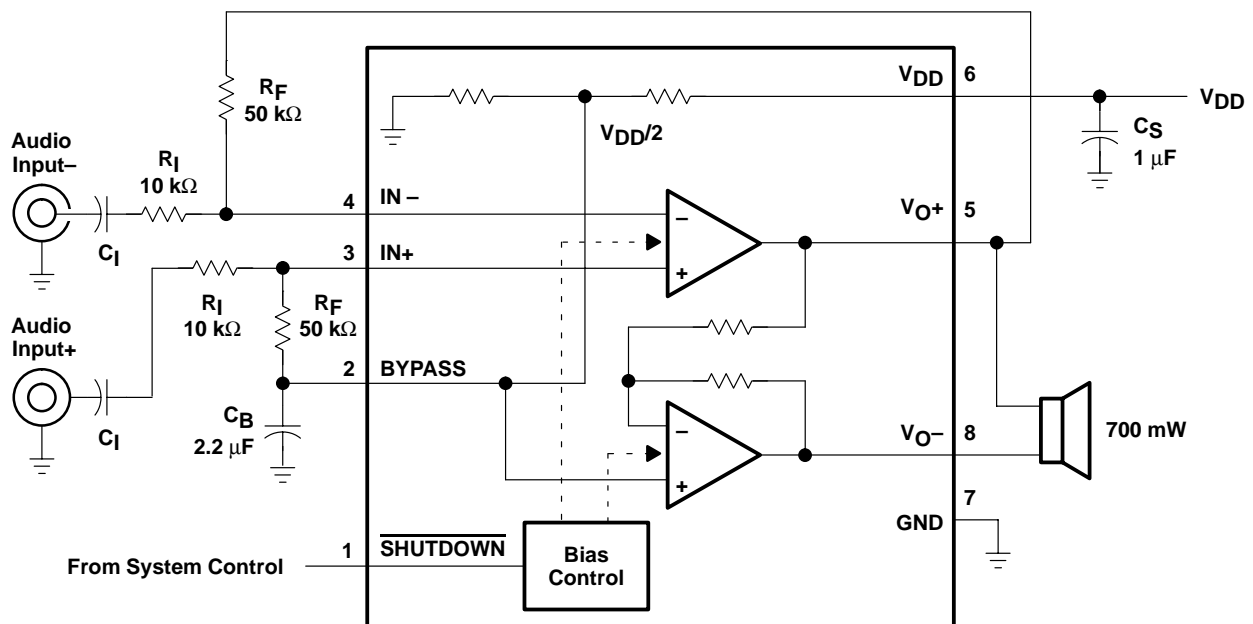 VDD 6
VDD
RF
50 kΩ
VDD/2
CS
1 µF
Audio
Input–
RI
10 kΩ
CI
4 IN –
–
+
VO+ 5
3 IN+
RI
10 kΩ
RF
50 kΩ
Audio
Input+
CI
2 BYPASS
CB
2.2 µF
–
+
VO– 8
700 mW
7
GND
From System Control
1 SHUTDOWN
Bias
Control